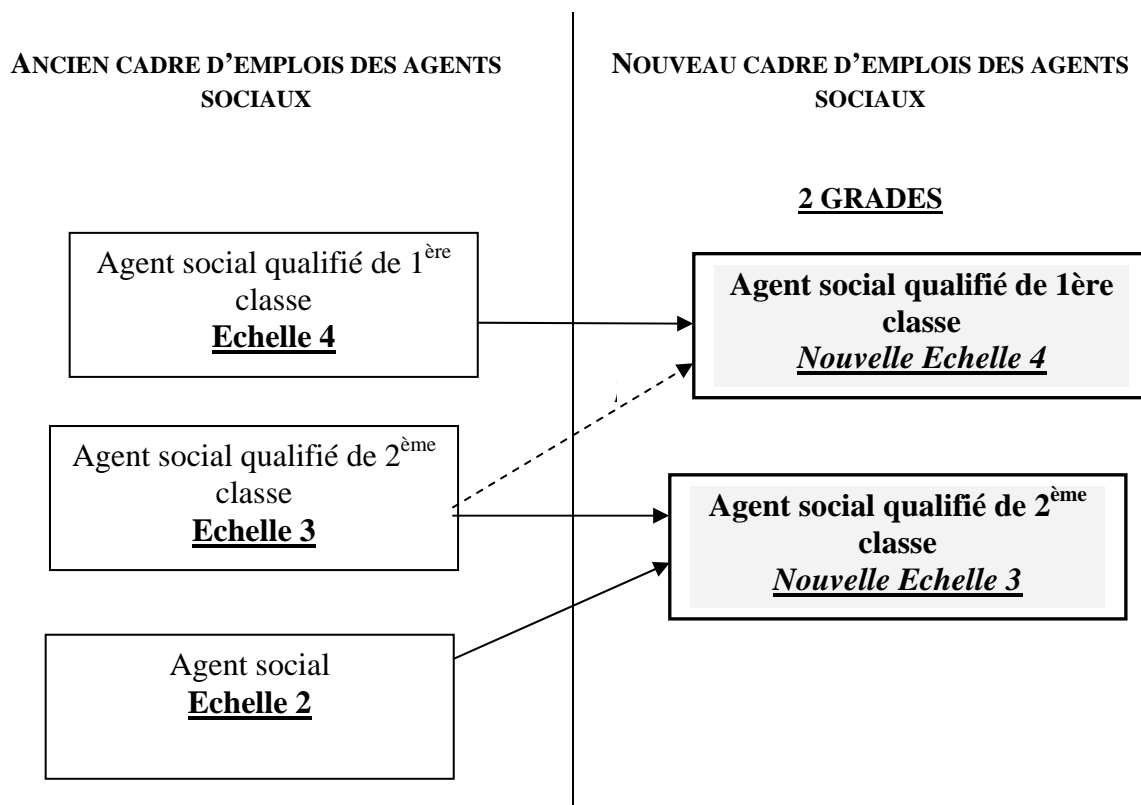 ANCIEN CADRE D'EMPLOIS DES AGENTS
SOCIAUX
NOUVEAU CADRE D'EMPLOIS DES AGENTS
SOCIAUX
2 GRADES
Agent social qualifié de 1ère
classe
Echelle 4
Agent social qualifié de 1ère
classe
Nouvelle Echelle 4
Agent social qualifié de 2ème
classe
Echelle 3
Agent social qualifié de 2ème
classe
Nouvelle Echelle 3
Agent social
Echelle 2